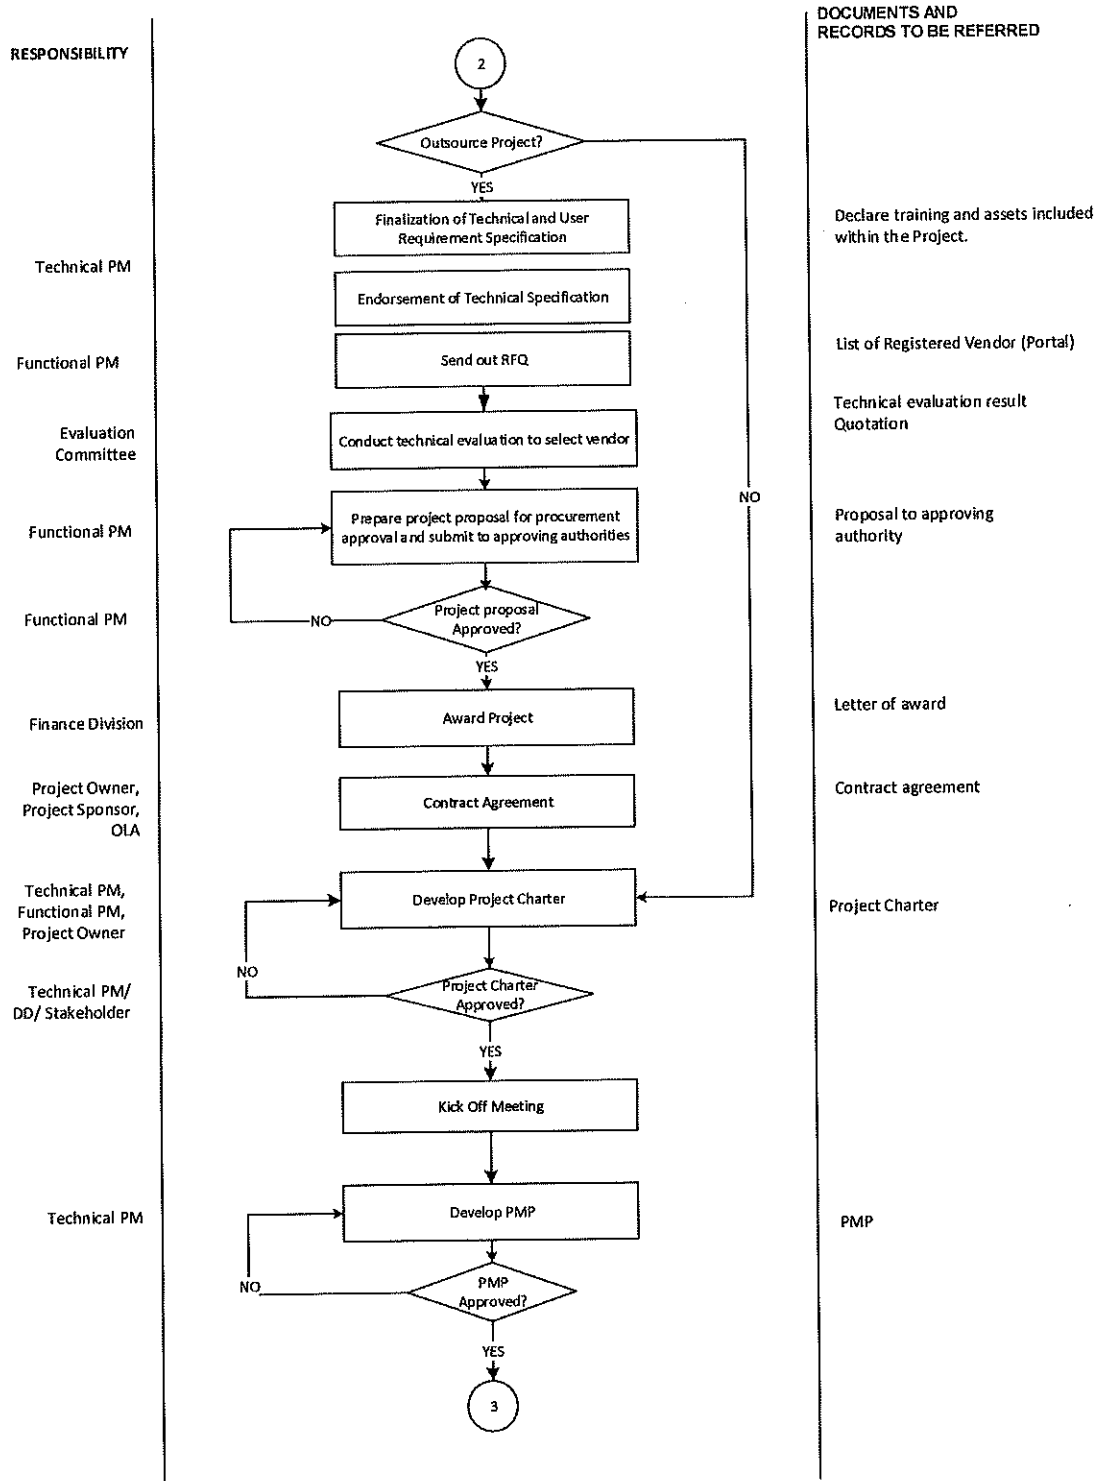 DOCUMENTS AND
RECORDS TO BE REFERRED
RESPONSIBILITY
2
Outsource Project?
YES
Finalization of Technical and User
Requirement Specification
Declare training and assets included
within the Project.
Technical PM
Endorsement of Technical Specification
Functional PM
Send out RFQ
List of Registered Vendor (Portal)
Technical evaluation result
Quotation
Evaluation
Committee
Conduct technical evaluation to select vendor
NO
Functional PM
Prepare project proposal for procurement
approval and submit to approving authorities
Proposal to approving
authority
Functional PM
NO
Project proposal
Approved?
YES
Finance Division
Award Project
Letter of award
Project Owner,
Project Sponsor,
OLA
Contract Agreement
Contract agreement
Technical PM,
Functional PM,
Project Owner
Develop Project Charter
Project Charter
NO
Technical PM/
DD/ Stakeholder
Project Charter
Approved?
YES
Kick Off Meeting
Technical PM
Develop PMP
PMP
NO
PMP
Approved?
YES
3